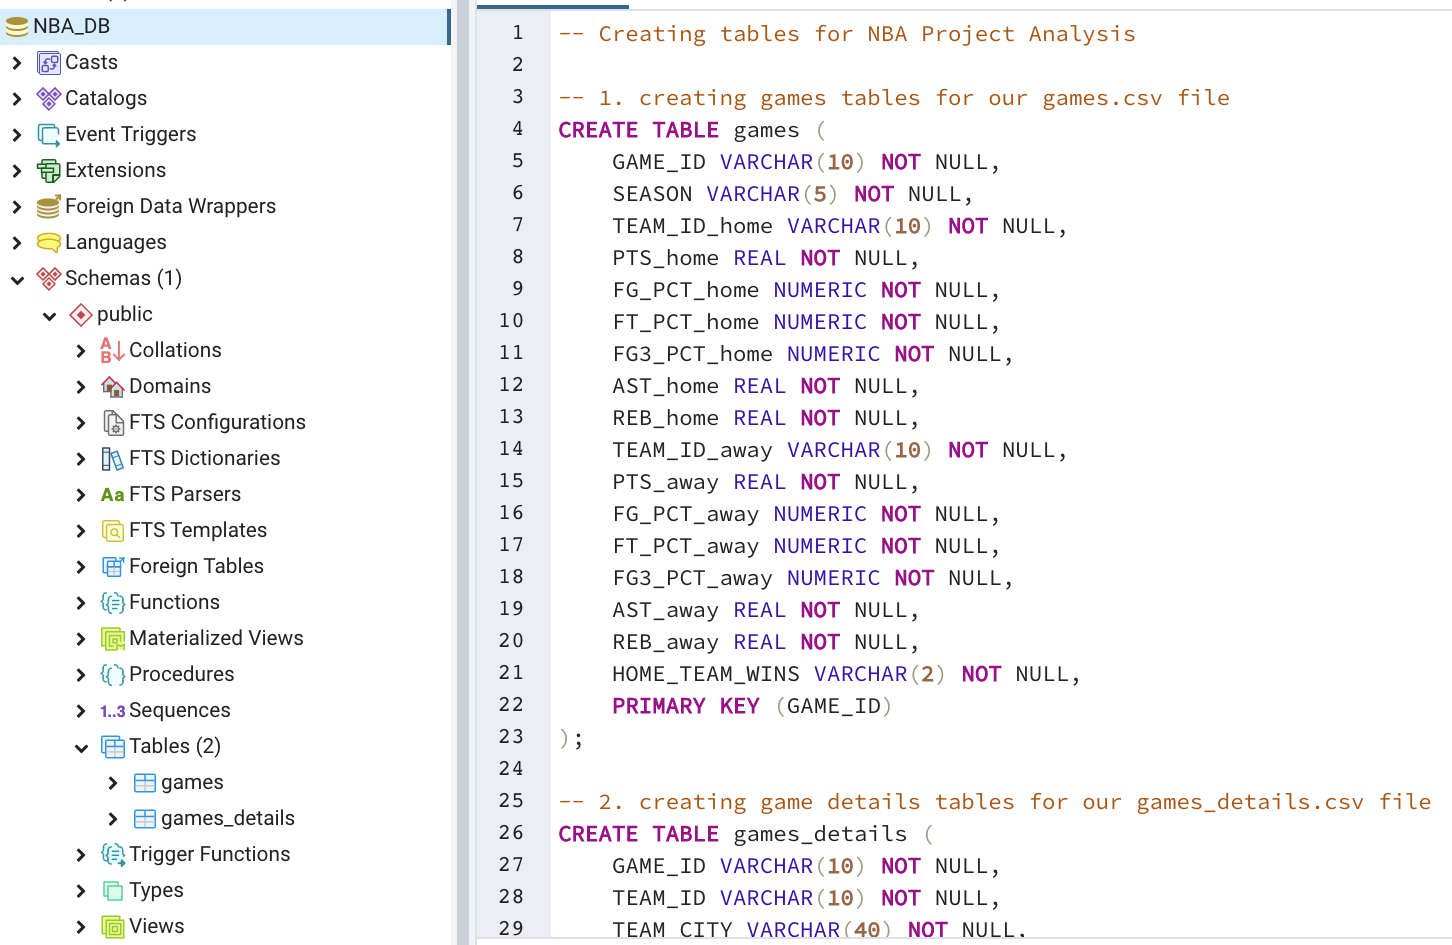 NBA_DB
Casts
Catalogs
Event Triggers
Extensions
Foreign Data Wrappers
Languages
Schemas (1)
public
Collations
Domains
FTS Configurations
FTS Dictionaries
Aa FTS Parsers
FTS Templates
Foreign Tables
Functions
Materialized Views
Procedures
1..3 Sequences
Tables (2)
games
games_details
Trigger Functions
Types
Views
1 -- Creating tables for NBA Project Analysis
2
3 -- 1. creating games tables for our games.csv file
4 CREATE TABLE games (
5 GAME_ID VARCHAR(10) NOT NULL,
6 SEASON VARCHAR(5) NOT NULL,
7 TEAM_ID_home VARCHAR(10) NOT NULL,
8 PTS_home REAL NOT NULL,
9 FG_PCT_home NUMERIC NOT NULL,
10 FT_PCT_home NUMERIC NOT NULL,
11 FG3_PCT_home NUMERIC NOT NULL,
12 AST_home REAL NOT NULL,
13 REB_home REAL NOT NULL,
14 TEAM_ID_away VARCHAR(10) NOT NULL,
15 PTS_away REAL NOT NULL,
16 FG_PCT_away NUMERIC NOT NULL,
17 FT_PCT_away NUMERIC NOT NULL,
18 FG3_PCT_away NUMERIC NOT NULL,
19 AST_away REAL NOT NULL,
20 REB_away REAL NOT NULL,
21 HOME_TEAM_WINS VARCHAR(2) NOT NULL,
22 PRIMARY KEY (GAME_ID)
23 );
24
25 -- 2. creating game details tables for our games_details.csv file
26 CREATE TABLE games_details (
27 GAME_ID VARCHAR(10) NOT NULL,
28 TEAM_ID VARCHAR(10) NOT NULL,
29 TEAM_CITY VARCHAR(40) NOT NULL,